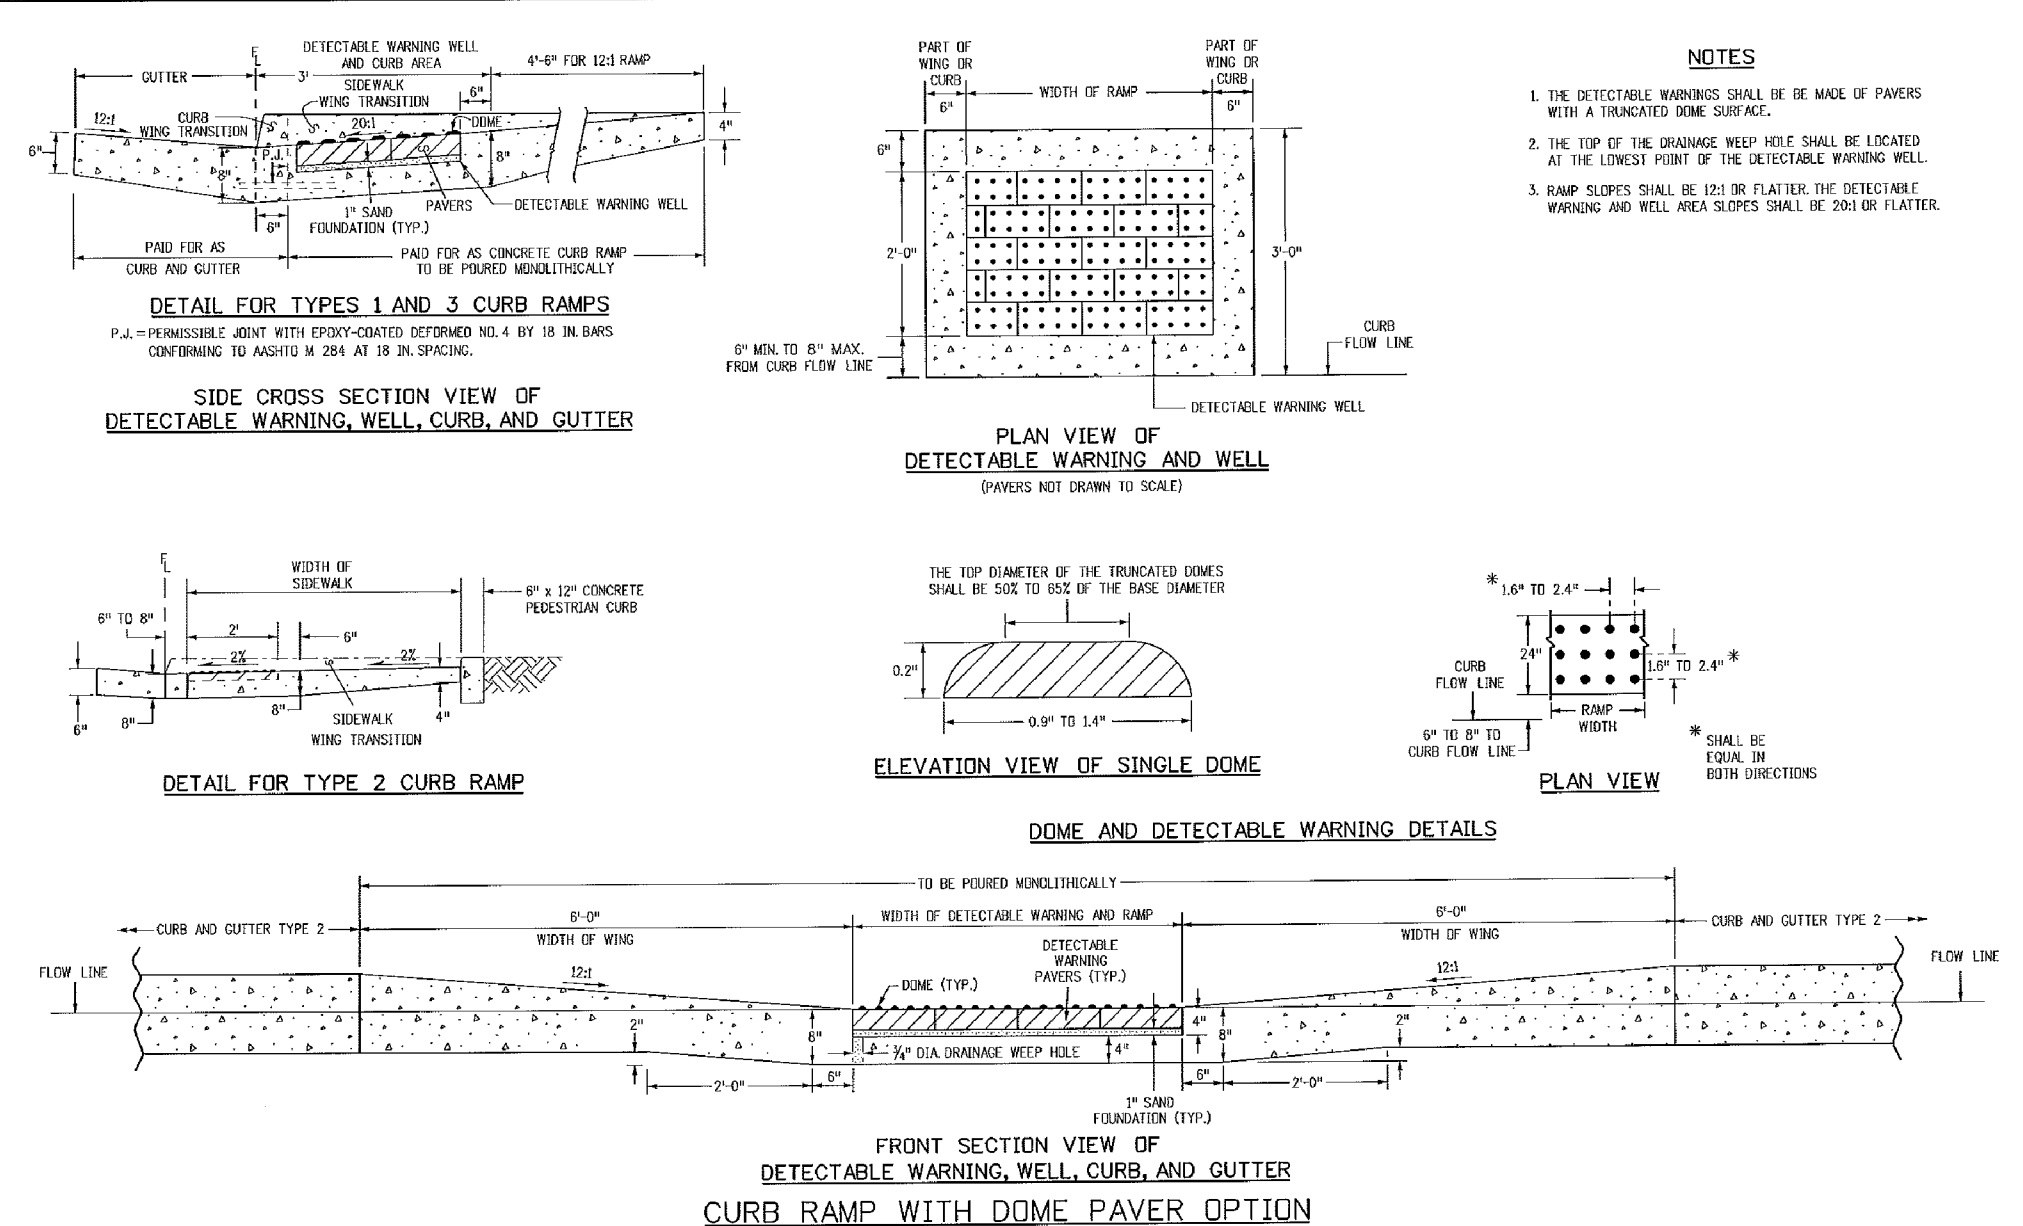 DETECTABLE WARNING WELL
AND CURB AREA
FL
GUTTER
3'
4'-6" FOR 12:1 RAMP
SIDEWALK
WING TRANSITION
6"
12:1
CURB
WING TRANSITION
20:1
DOME
4"
6"
P.J.
8"
8"
1" SAND
FOUNDATION (TYP.)
PAVERS
DETECTABLE WARNING WELL
6"
PAID FOR AS
CURB AND GUTTER
PAID FOR AS CONCRETE CURB RAMP
TO BE POURED MONOLITHICALLY
DETAIL FOR TYPES 1 AND 3 CURB RAMPS
P.J. = PERMISSIBLE JOINT WITH EPOXY-COATED DEFORMED NO. 4 BY 18 IN. BARS
CONFORMING TO AASHTO M 284 AT 18 IN. SPACING.
SIDE CROSS SECTION VIEW OF
DETECTABLE WARNING, WELL, CURB, AND GUTTER
PART OF
WING OR
CURB
PART OF
WING OR
CURB
WIDTH OF RAMP
6"
6"
6"
2'-0"
3'-0"
6" MIN. TO 8" MAX.
FROM CURB FLOW LINE
CURB
FLOW LINE
DETECTABLE WARNING WELL
PLAN VIEW OF
DETECTABLE WARNING AND WELL
(PAVERS NOT DRAWN TO SCALE)
NOTES
1. THE DETECTABLE WARNINGS SHALL BE BE MADE OF PAVERS
WITH A TRUNCATED DOME SURFACE.
2. THE TOP OF THE DRAINAGE WEEP HOLE SHALL BE LOCATED
AT THE LOWEST POINT OF THE DETECTABLE WARNING WELL.
3. RAMP SLOPES SHALL BE 12:1 OR FLATTER. THE DETECTABLE
WARNING AND WELL AREA SLOPES SHALL BE 20:1 OR FLATTER.
FL
WIDTH OF
SIDEWALK
6" x 12" CONCRETE
PEDESTRIAN CURB
6" TO 8"
2'
6"
2%
2%
6"
8"
8"
4"
SIDEWALK
WING TRANSITION
DETAIL FOR TYPE 2 CURB RAMP
THE TOP DIAMETER OF THE TRUNCATED DOMES
SHALL BE 50% TO 65% OF THE BASE DIAMETER
0.2"
0.9" TO 1.4"
ELEVATION VIEW OF SINGLE DOME
* 1.6" TO 2.4"
24"
1.6" TO 2.4" *
CURB
FLOW LINE
RAMP
WIDTH
6" TO 8" TO
CURB FLOW LINE
* SHALL BE
EQUAL IN
BOTH DIRECTIONS
PLAN VIEW
DOME AND DETECTABLE WARNING DETAILS
TO BE POURED MONOLITHICALLY
CURB AND GUTTER TYPE 2
6'-0"
WIDTH OF WING
WIDTH OF DETECTABLE WARNING AND RAMP
6'-0"
WIDTH OF WING
CURB AND GUTTER TYPE 2
FLOW LINE
12:1
DOME (TYP.)
DETECTABLE
WARNING
PAVERS (TYP.)
12:1
FLOW LINE
2"
8"
4"
8"
2"
3/4" DIA. DRAINAGE WEEP HOLE
4"
2'-0"
6"
6"
2'-0"
1" SAND
FOUNDATION (TYP.)
FRONT SECTION VIEW OF
DETECTABLE WARNING, WELL, CURB, AND GUTTER
CURB RAMP WITH DOME PAVER OPTION